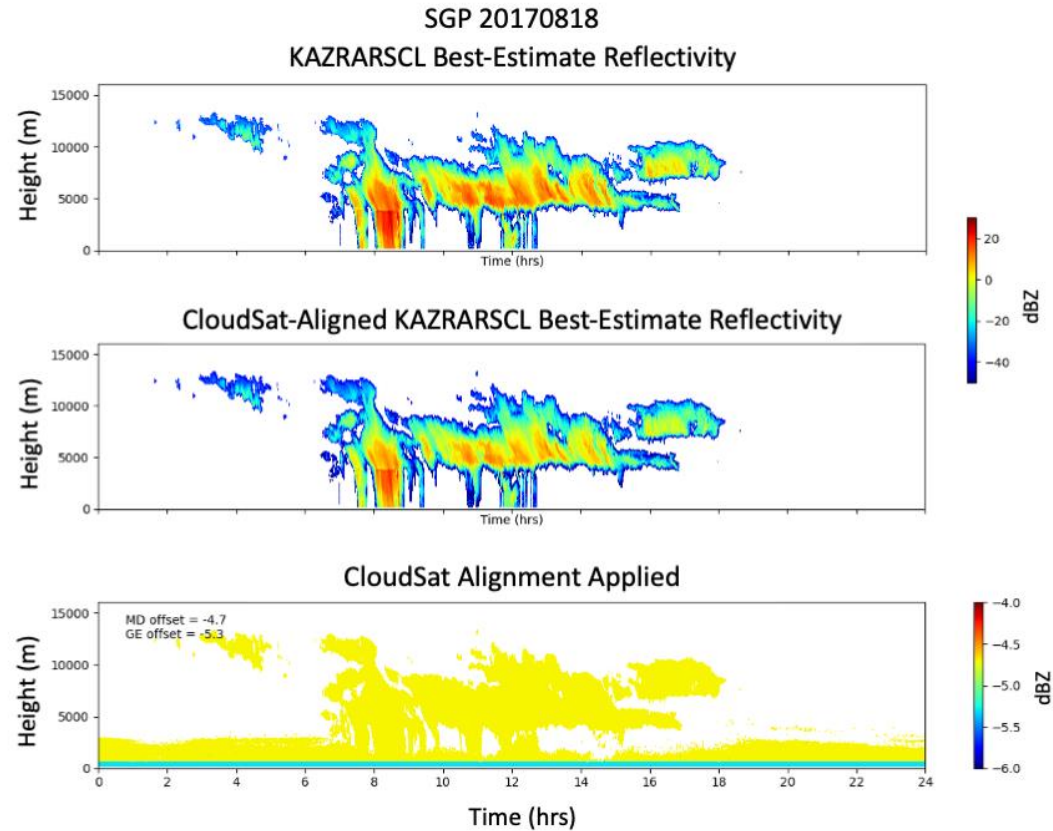 SGP 20170818
KAZRARSCL Best-Estimate Reflectivity
Height (m)
15000
10000
5000
0
Time (hrs)
20
0
−20
−40
dBZ
CloudSat-Aligned KAZRARSCL Best-Estimate Reflectivity
Height (m)
15000
10000
5000
0
Time (hrs)
CloudSat Alignment Applied
Height (m)
15000
10000
5000
0
MD offset = -4.7
GE offset = -5.3
0 2 4 6 8 10 12 14 16 18 20 22 24
Time (hrs)
−4.0
−4.5
−5.0
−5.5
−6.0
dBZ